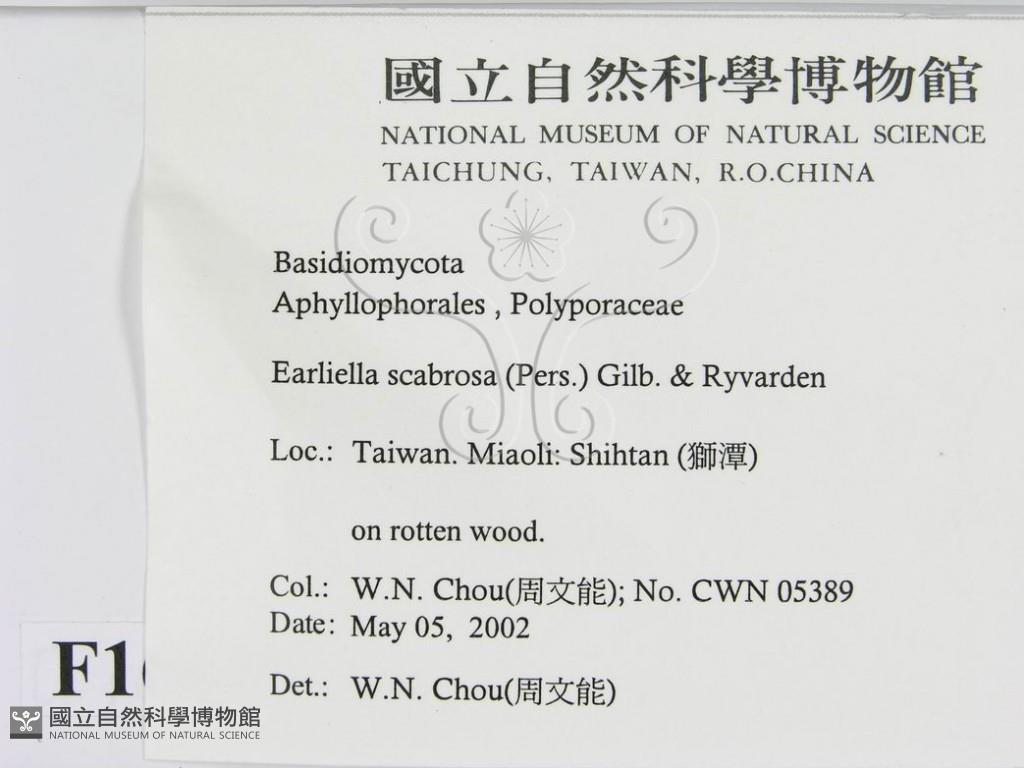 國立自然科學博物館
NATIONAL MUSEUM OF NATURAL SCIENCE
TAICHUNG, TAIWAN, R.O.CHINA
Basidiomycota
Aphyllophorales , Polyporaceae
Earliella scabrosa (Pers.) Gilb. & Ryvarden
Loc.: Taiwan. Miaoli: Shihtan (獅潭)
on rotten wood.
Col.: W.N. Chou(周文能); No. CWN 05389
Date: May 05, 2002
Det.: W.N. Chou(周文能)
國立自然科學博物館
NATIONAL MUSEUM OF NATURAL SCIENCE